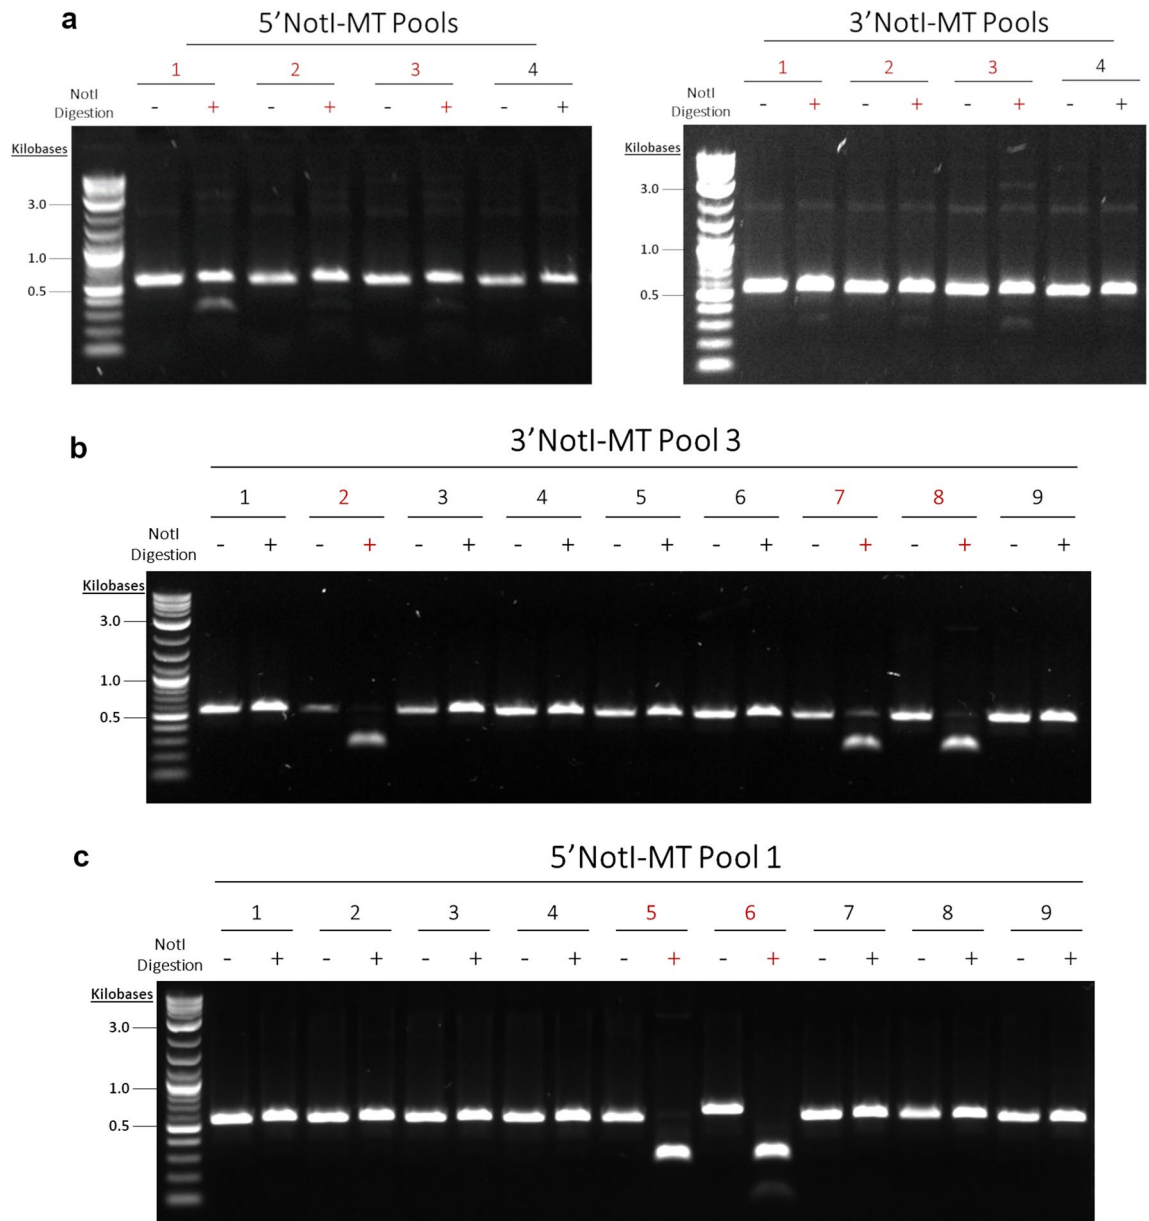 a
5’NotI-MT Pools
1 2 3 4
NotI
Digestion
- + - + - + - +
Kilobases
3.0
1.0
0.5
3’NotI-MT Pools
1 2 3 4
NotI
Digestion
- + - + - + - +
Kilobases
3.0
1.0
0.5
b
3’NotI-MT Pool 3
1 2 3 4 5 6 7 8 9
NotI
Digestion
- + - + - + - + - + - + - + - + - +
Kilobases
3.0
1.0
0.5
c
5’NotI-MT Pool 1
1 2 3 4 5 6 7 8 9
NotI
Digestion
- + - + - + - + - + - + - + - + - +
Kilobases
3.0
1.0
0.5